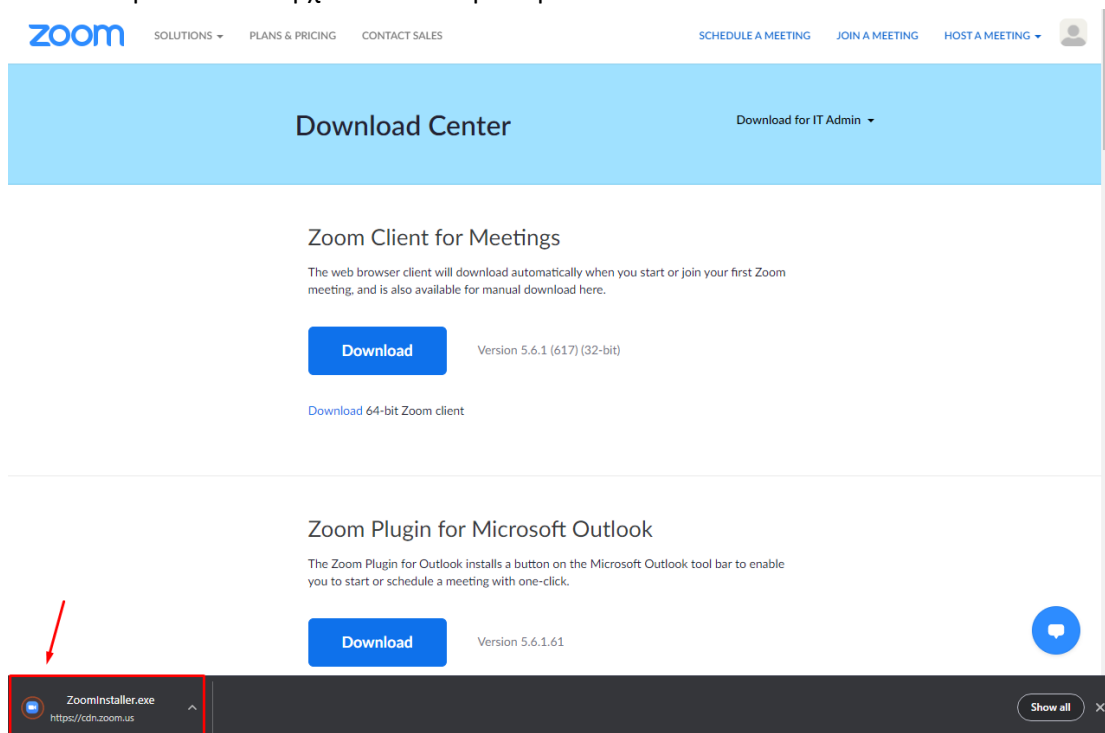 zoom SOLUTIONS PLANS & PRICING CONTACT SALES SCHEDULE A MEETING JOIN A MEETING HOST A MEETING
Download Center
Download for IT Admin
Zoom Client for Meetings
The web browser client will download automatically when you start or join your first Zoom
meeting, and is also available for manual download here.
Download
Version 5.6.1 (617) (32-bit)
Download 64-bit Zoom client
Zoom Plugin for Microsoft Outlook
The Zoom Plugin for Outlook installs a button on the Microsoft Outlook tool bar to enable
you to start or schedule a meeting with one-click.
Download
Version 5.6.1.61
ZoomInstaller.exe
https://cdn.zoom.us
Show all